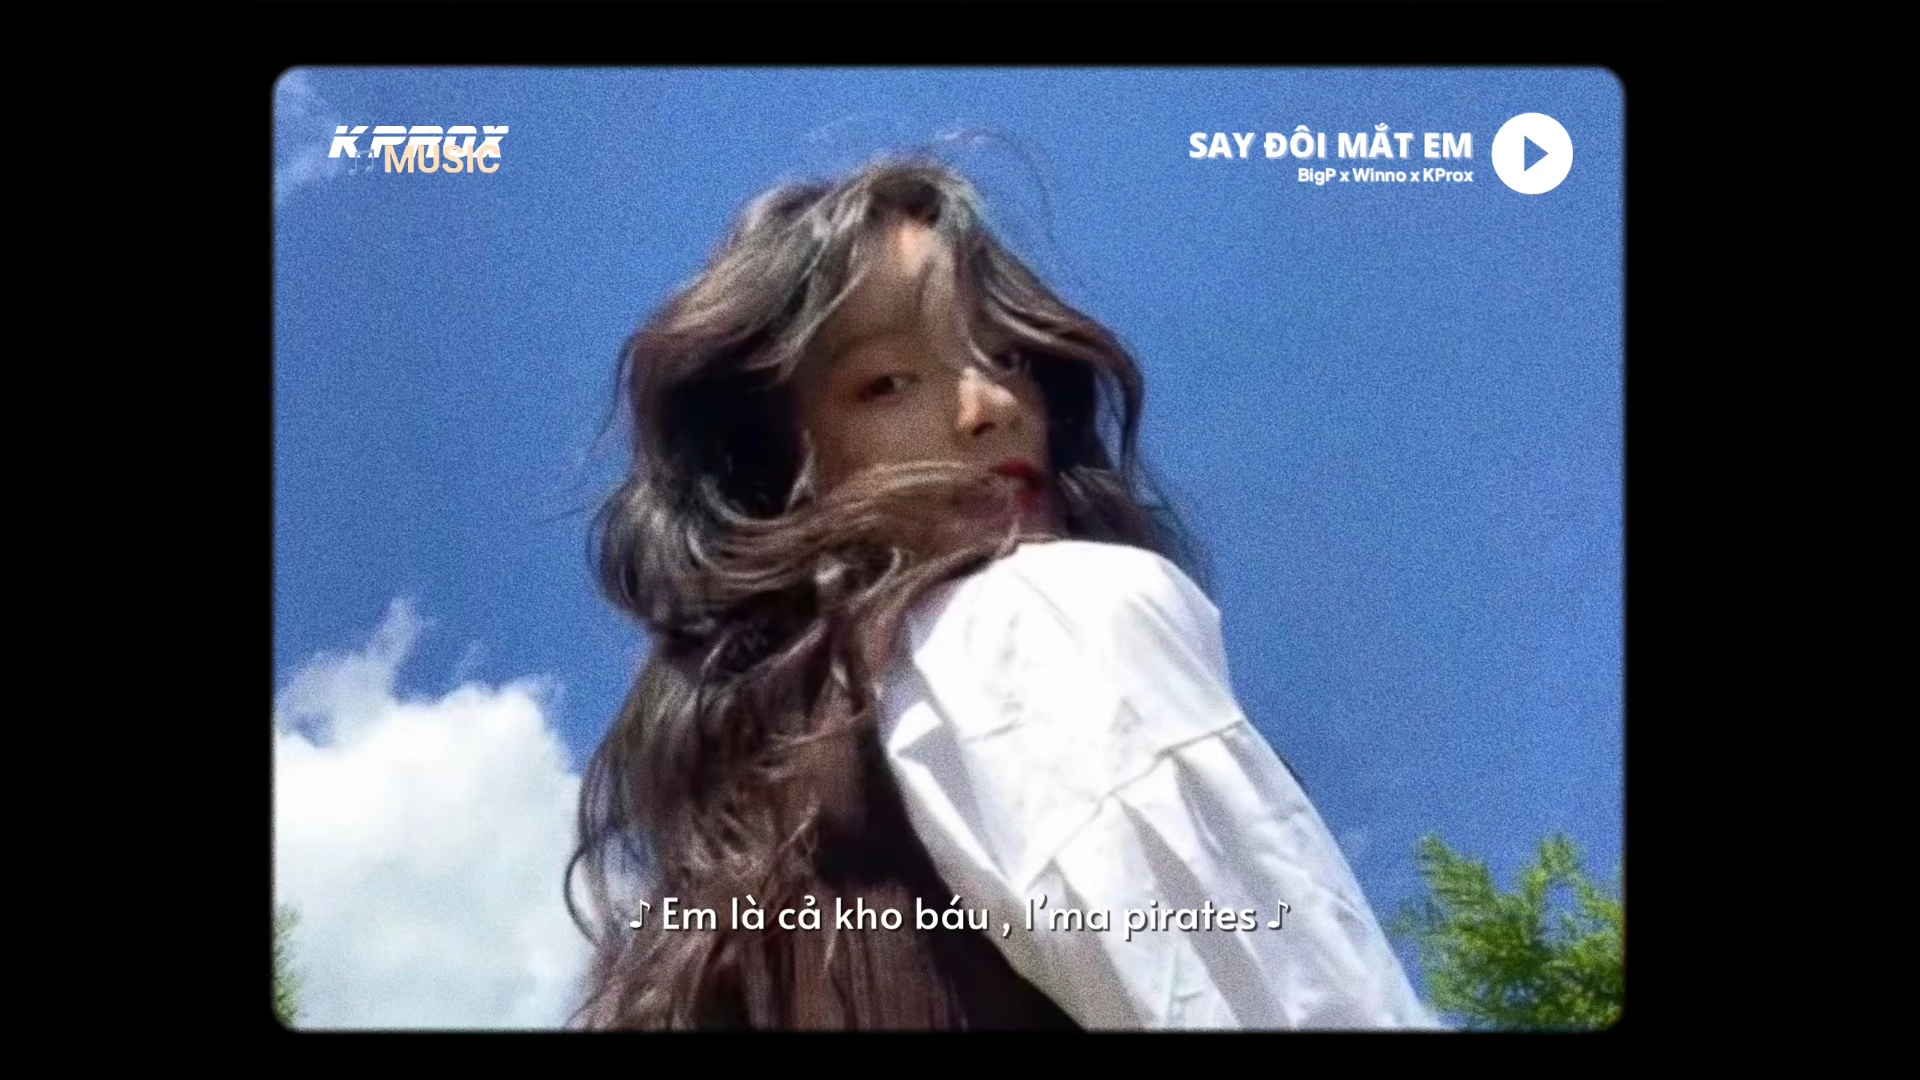 KPROX
MUSIC
SAY ĐÔI MẮT EM
BigP x Winno x KProx
♪ Em là cả kho báu , I'ma pirates ♪